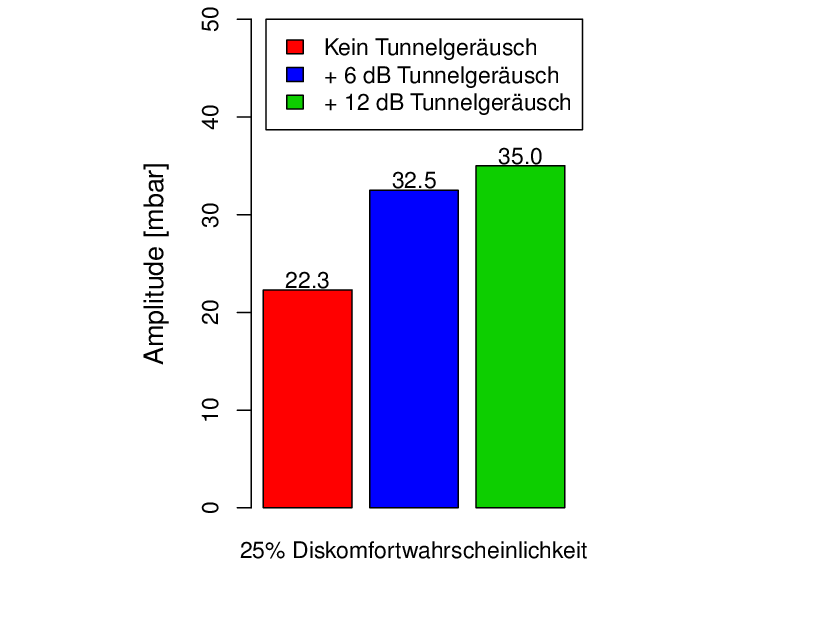 50
40
30
20
10
0
Amplitude [mbar]
Kein Tunnelgeräusch
+ 6 dB Tunnelgeräusch
+ 12 dB Tunnelgeräusch
22.3
32.5
35.0
25% Diskomfortwahrscheinlichkeit